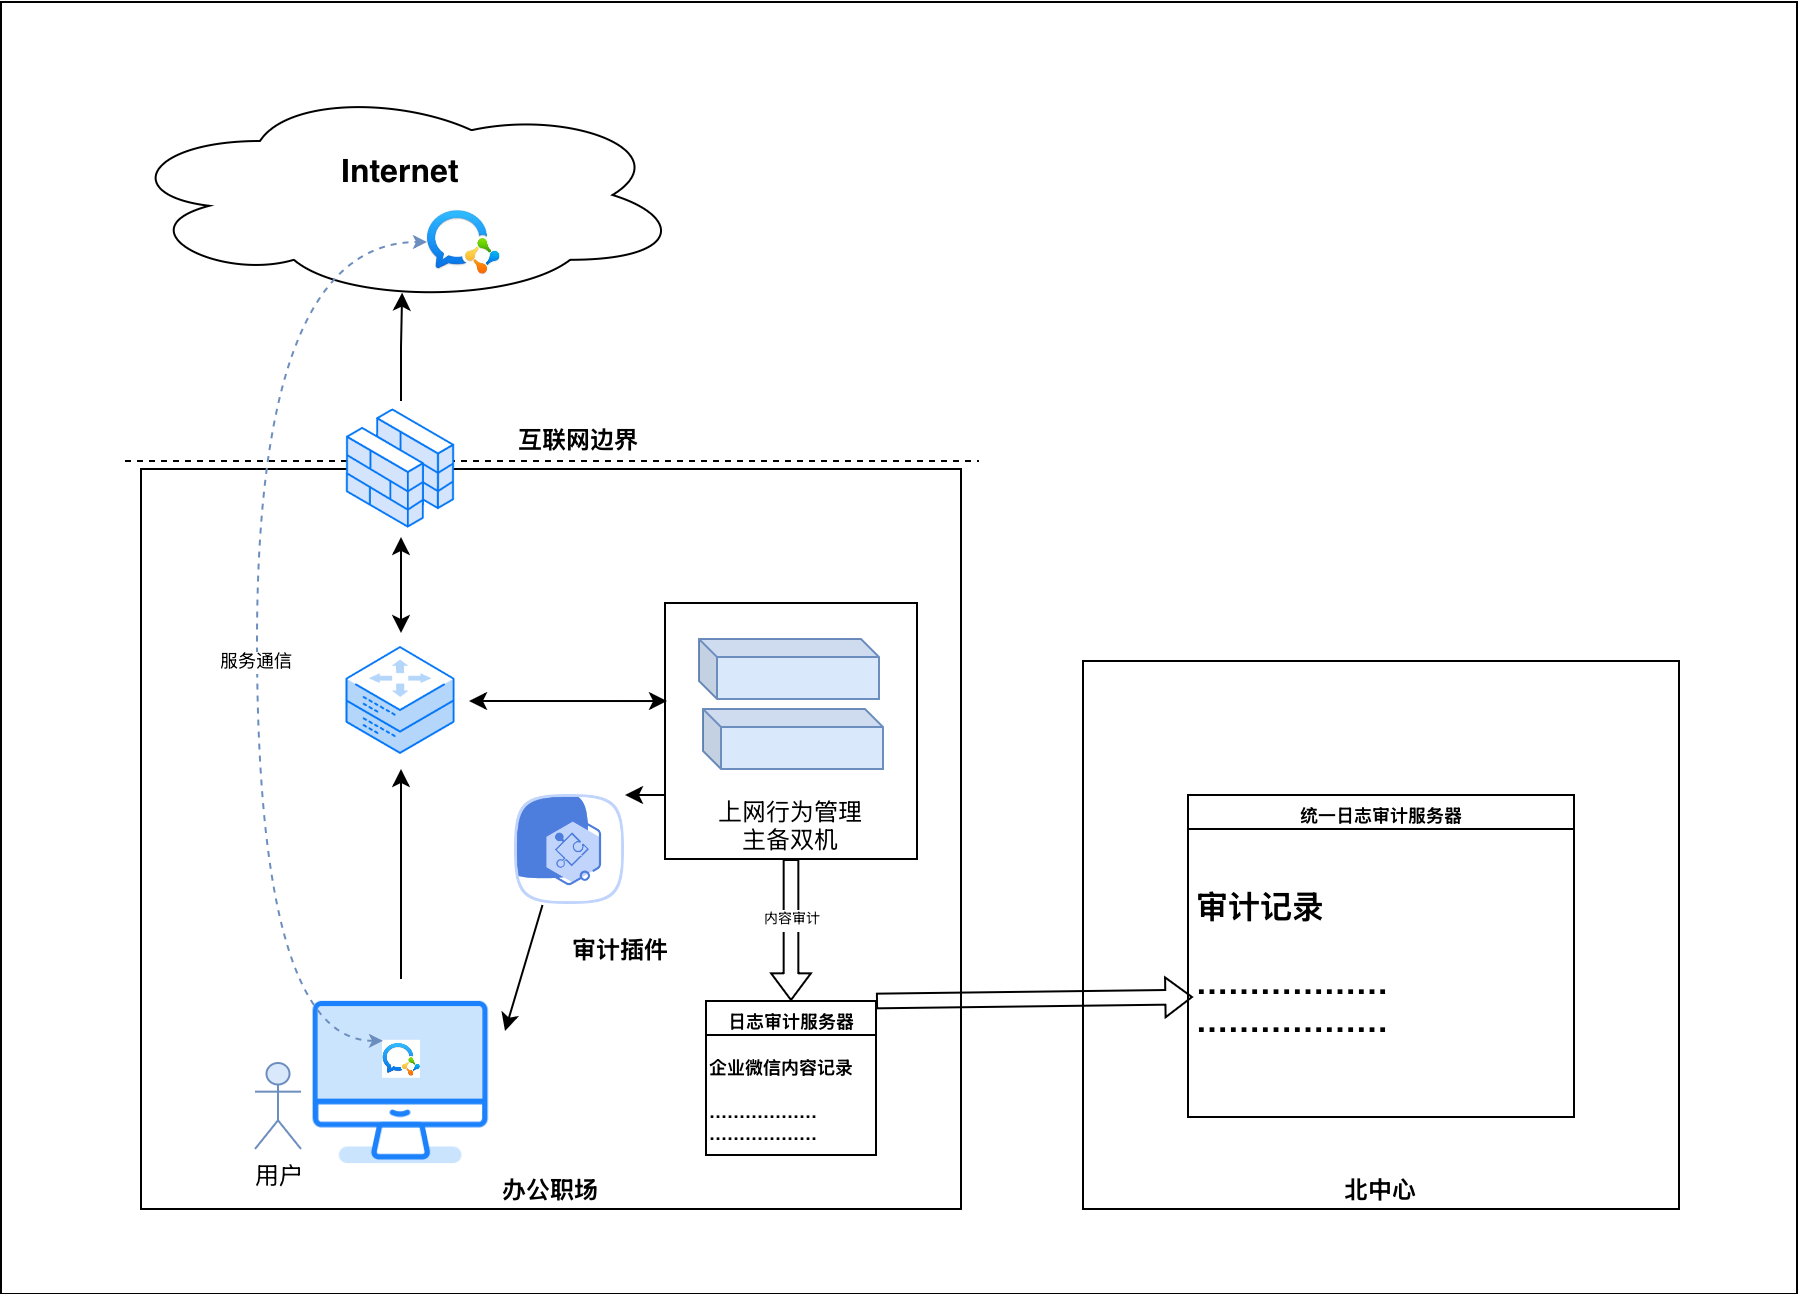 Internet
互联网边界
服务通信
上网行为管理
主备双机
内容审计
审计插件
日志审计服务器
企业微信内容记录
..................
..................
用户
办公职场
统一日志审计服务器
审计记录
..................
..................
北中心